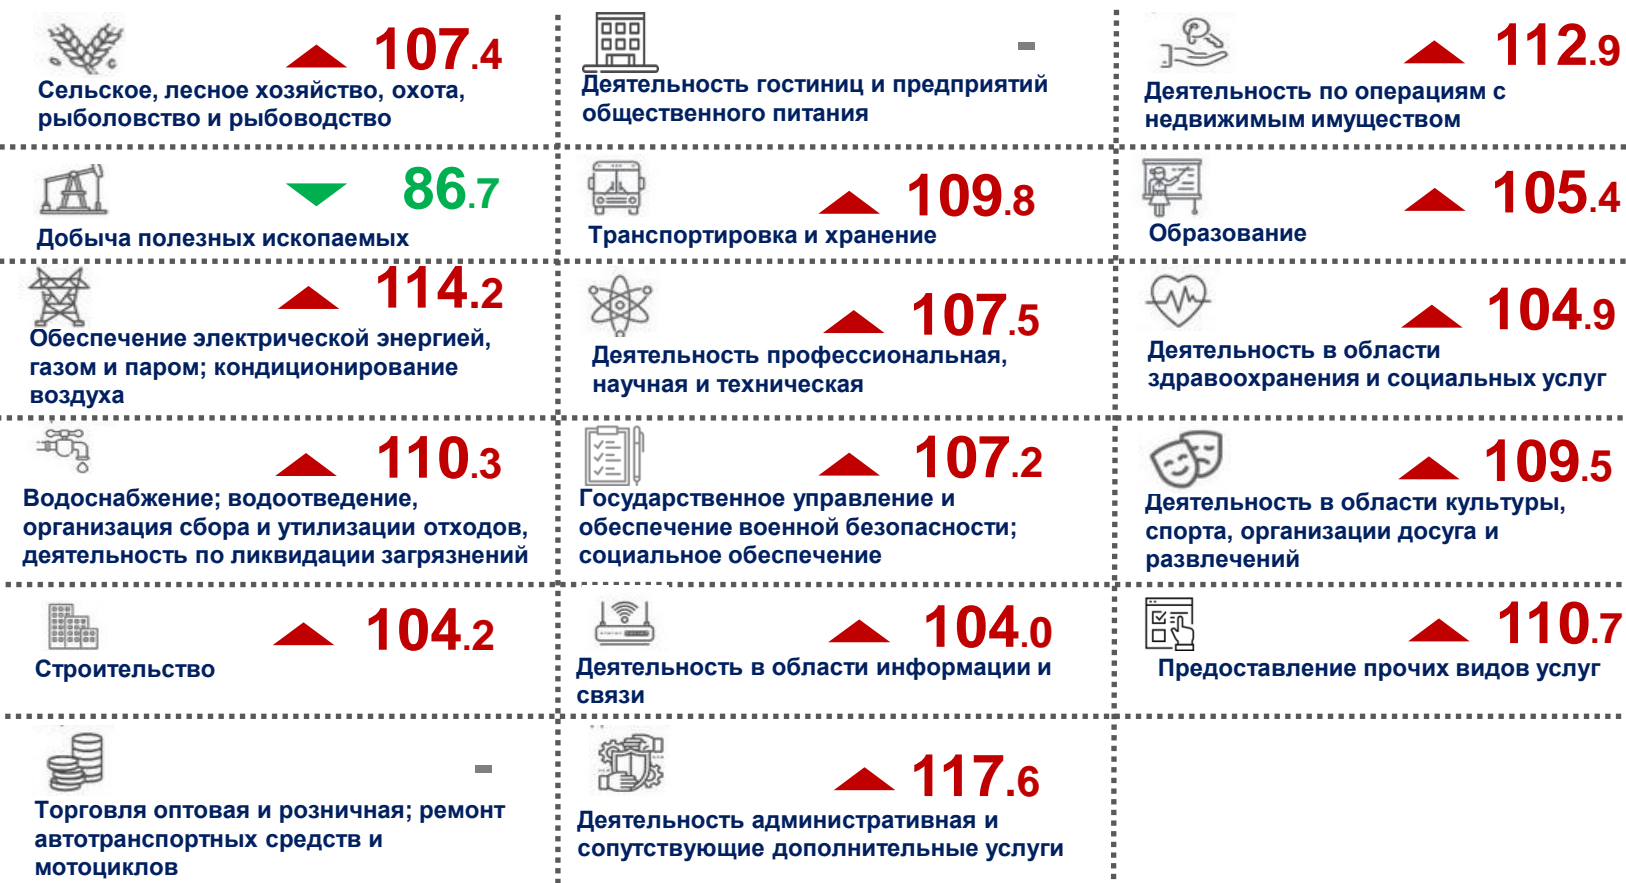 107.4
Сельское, лесное хозяйство, охота,
рыболовство и рыбоводство
-
Деятельность гостиниц и предприятий
общественного питания
112.9
Деятельность по операциям с
недвижимым имуществом
86.7
Добыча полезных ископаемых
109.8
Транспортировка и хранение
105.4
Образование
114.2
Обеспечение электрической энергией,
газом и паром; кондиционирование
воздуха
107.5
Деятельность профессиональная,
научная и техническая
104.9
Деятельность в области
здравоохранения и социальных услуг
110.3
Водоснабжение; водоотведение,
организация сбора и утилизации отходов,
деятельность по ликвидации загрязнений
107.2
Государственное управление и
обеспечение военной безопасности;
социальное обеспечение
109.5
Деятельность в области культуры,
спорта, организации досуга и
развлечений
104.2
Строительство
104.0
Деятельность в области информации и
связи
110.7
Предоставление прочих видов услуг
-
Торговля оптовая и розничная; ремонт
автотранспортных средств и
мотоциклов
117.6
Деятельность административная и
сопутствующие дополнительные услуги